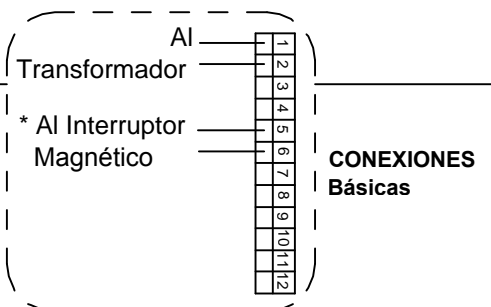 Al
Transformador
* Al Interruptor
Magnético
CONEXIONES
Básicas
1
2
3
4
5
6
7
8
9
10
11
12